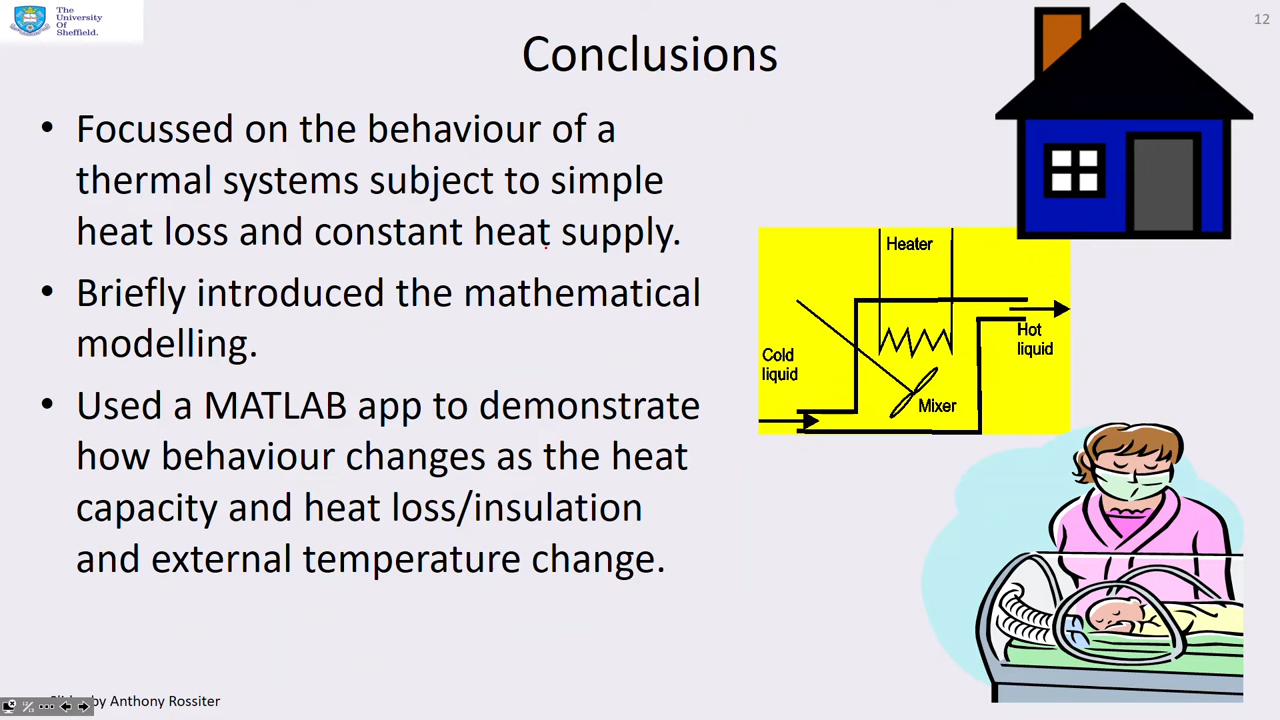 The
University
Of
Sheffield.
12
Conclusions
• Focussed on the behaviour of a
thermal systems subject to simple
heat loss and constant heat supply.
• Briefly introduced the mathematical
modelling.
• Used a MATLAB app to demonstrate
how behaviour changes as the heat
capacity and heat loss/insulation
and external temperature change.
Heater
Hot
liquid
Cold
liquid
Mixer
by Anthony Rossiter